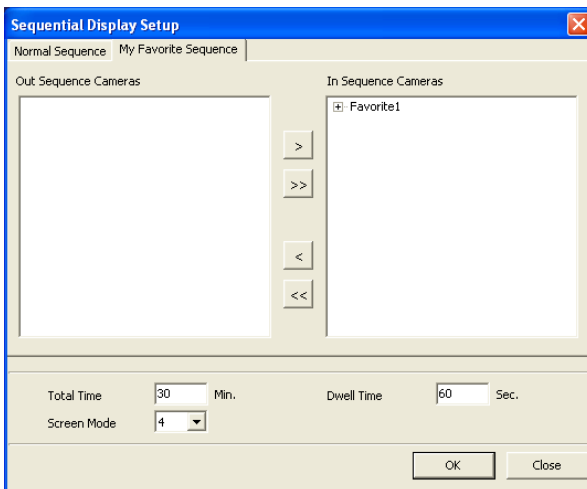 Sequential Display Setup
Normal Sequence My Favorite Sequence
Out Sequence Cameras In Sequence Cameras
Favorite1
>
>>
<
<<
Total Time 30 Min. Dwell Time 60 Sec.
Screen Mode 4
OK Close